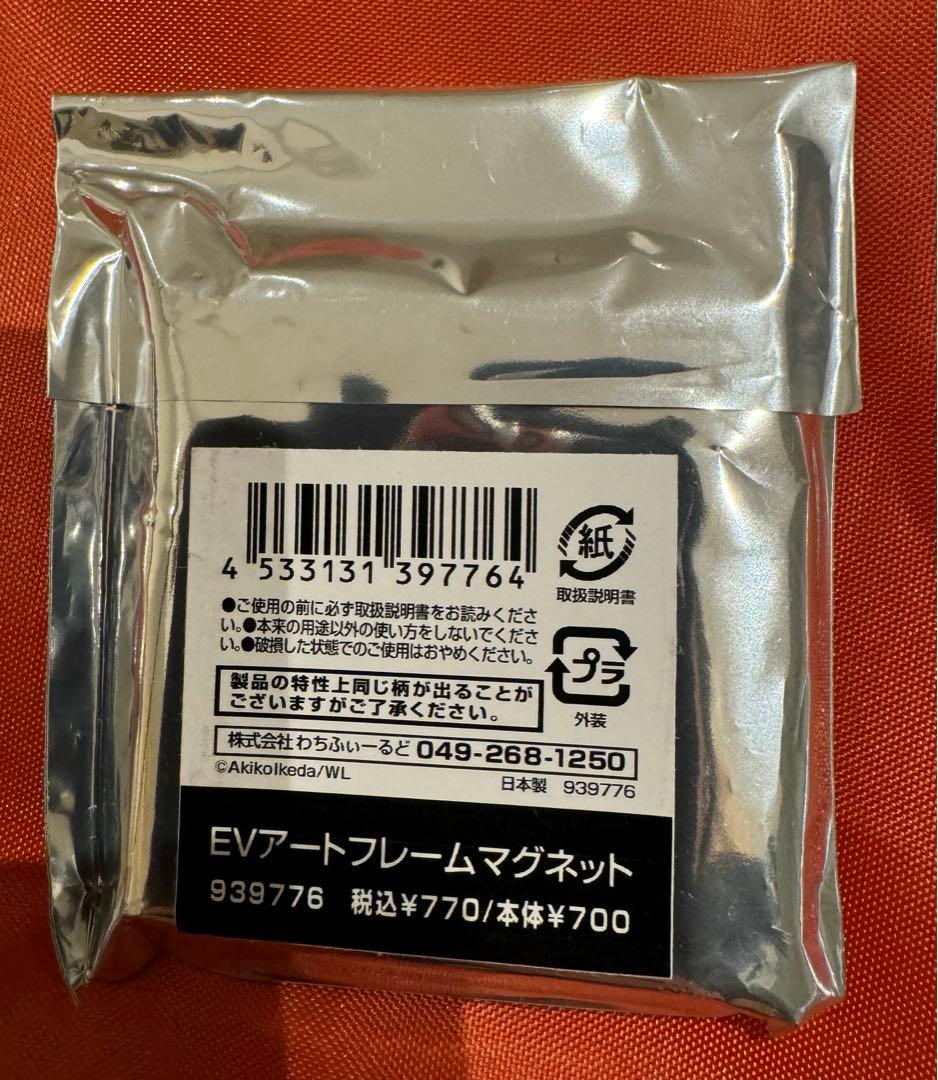 4 533131 397764
紙
取扱説明書
●ご使用の前に必ず取扱説明書をお読みくださ
い。●本来の用途以外の使い方をしないでくださ
い。●破損した状態でのご使用はおやめください。
プラ
外装
製品の特性上同じ柄が出ることが
ございますがご了承ください。
株式会社わちふぃーるど 049-268-1250
©AkikoIkeda/WL
日本製 939776
EVアートフレームマグネット
939776 税込¥770/本体¥700